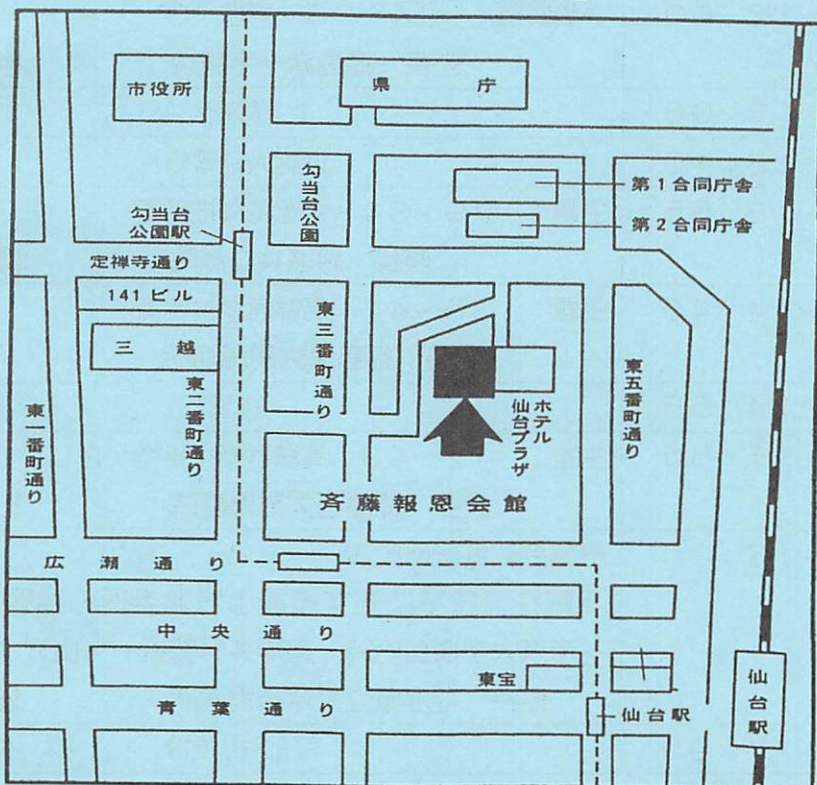 市役所
県庁
勾当台公園
第1合同庁舎
第2合同庁舎
勾当台
公園駅
定禅寺通り
141ビル
三越
東一番町通り
東二番町通り
東三番町通り
ホテル
仙台プラザ
東五番町通り
斉藤報恩会館
広瀬通り
中央通り
東宝
青葉通り
仙台駅
仙台駅